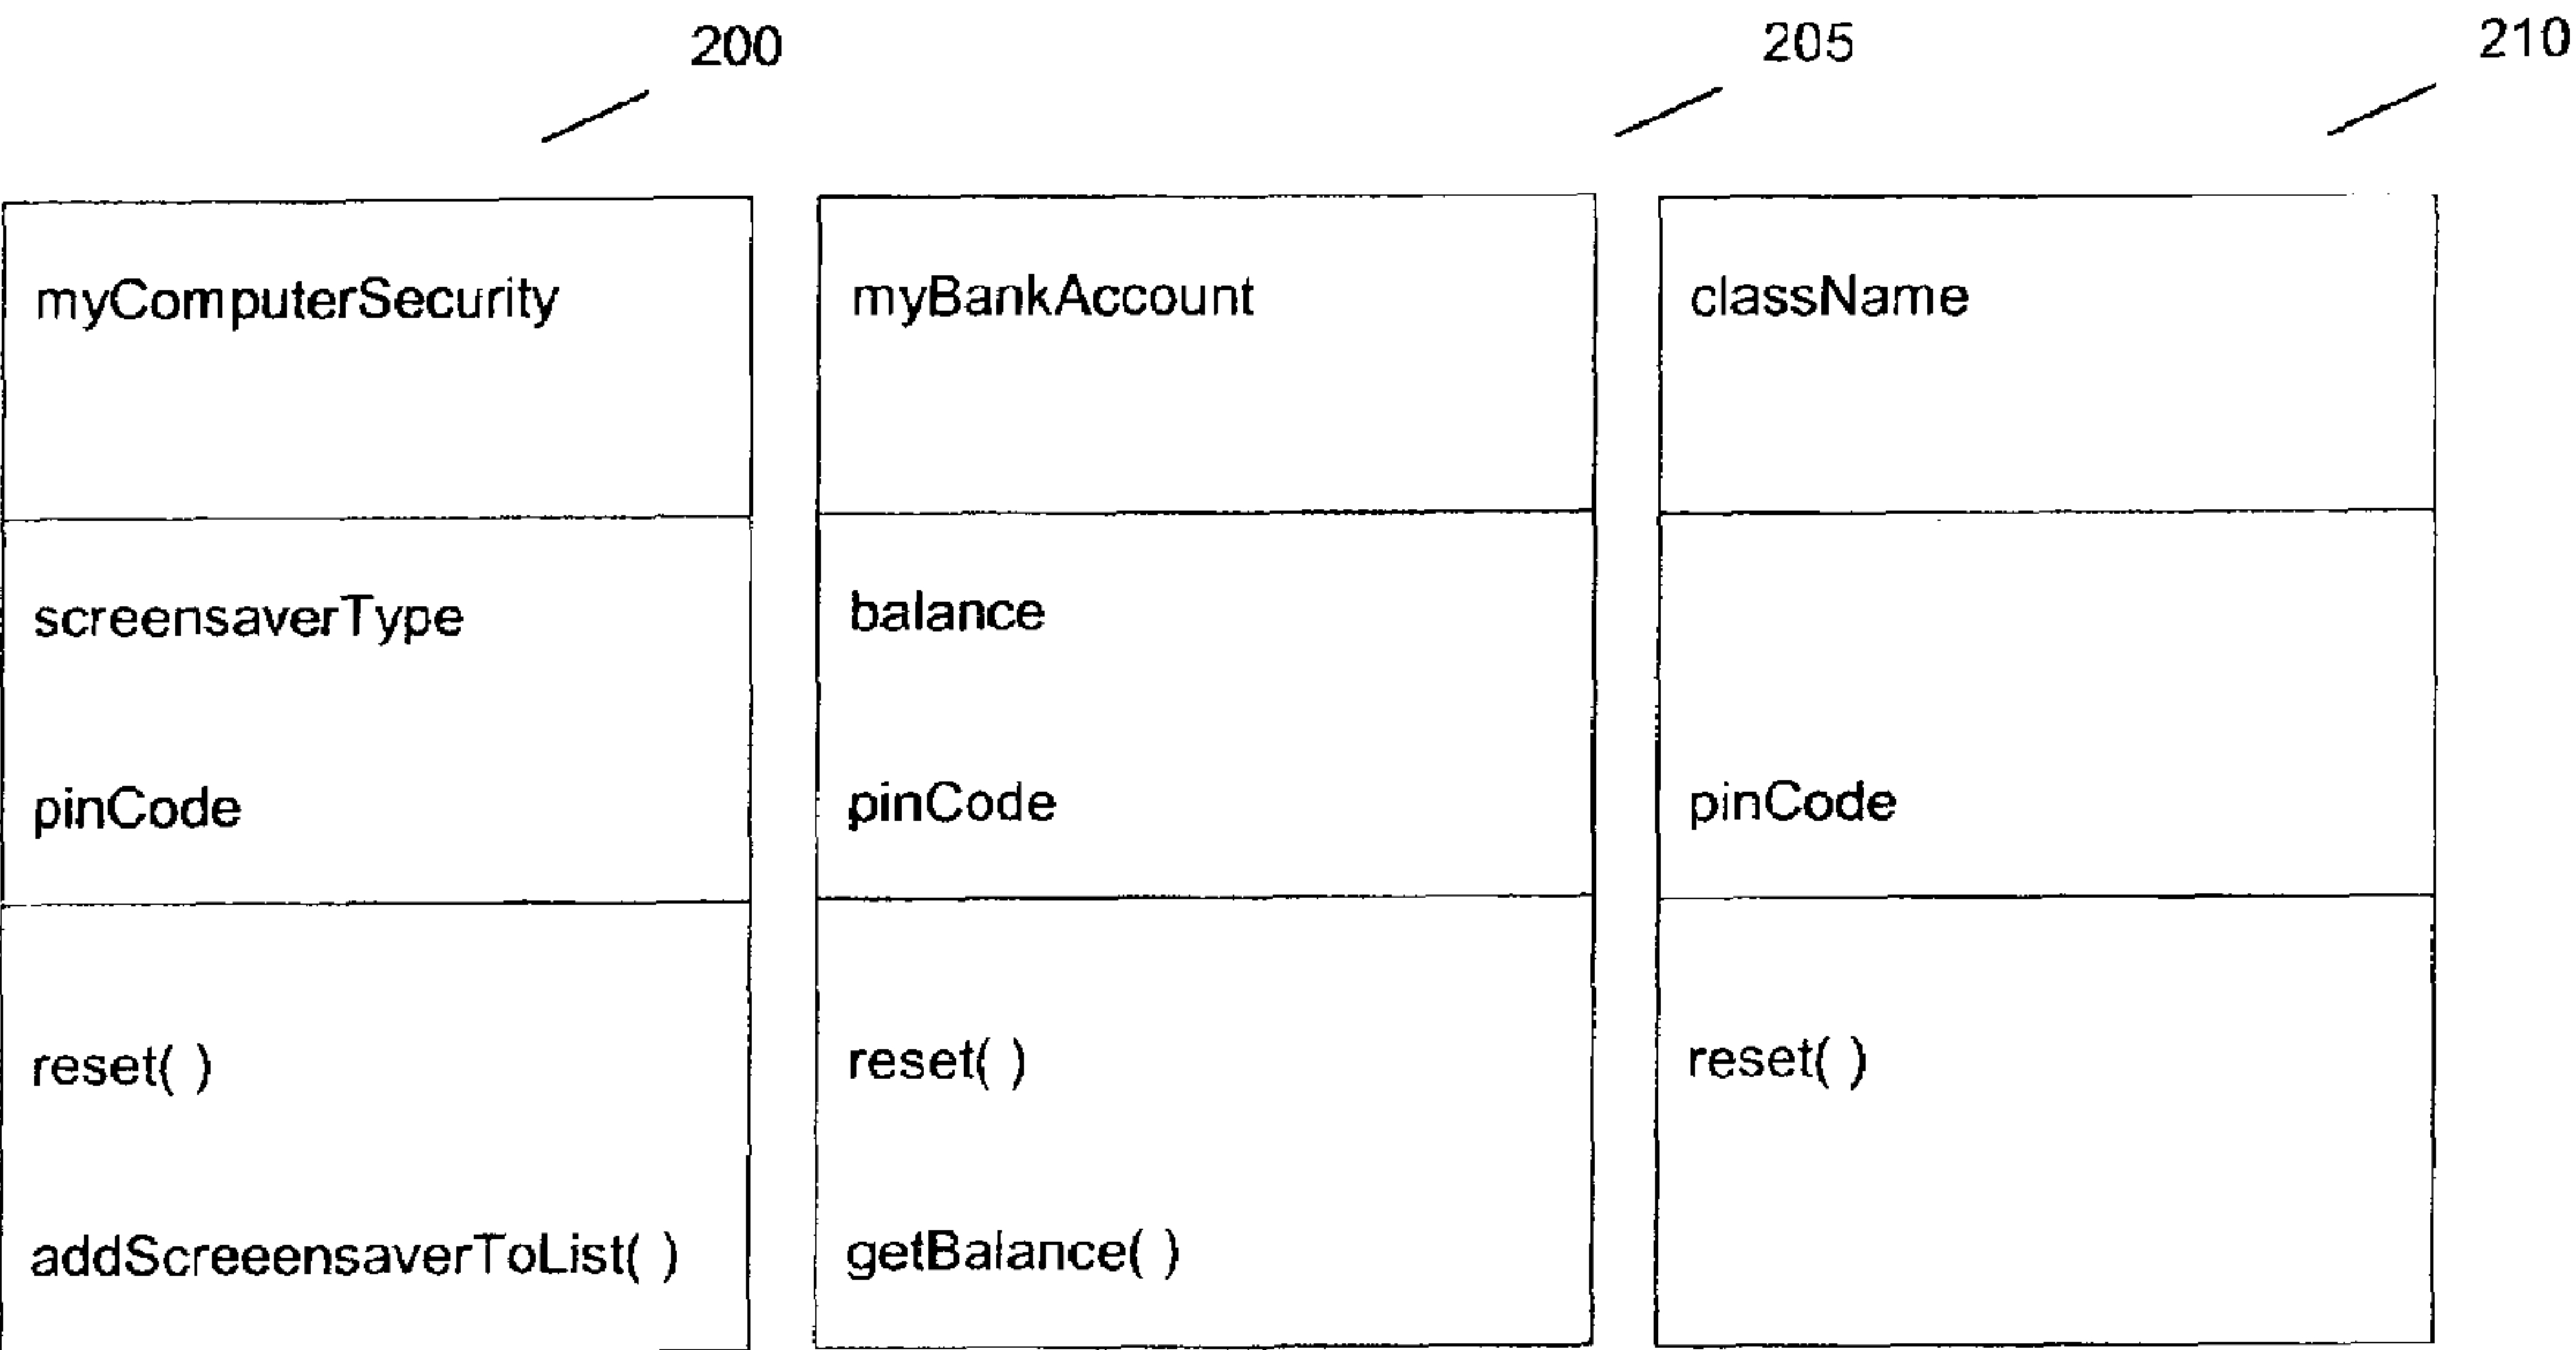 200
205
210
myComputerSecurity
screensaverType
pinCode
reset( )
addScreeensaverToList( )
myBankAccount
balance
pinCode
reset( )
getBalance( )
className
pinCode
reset( )